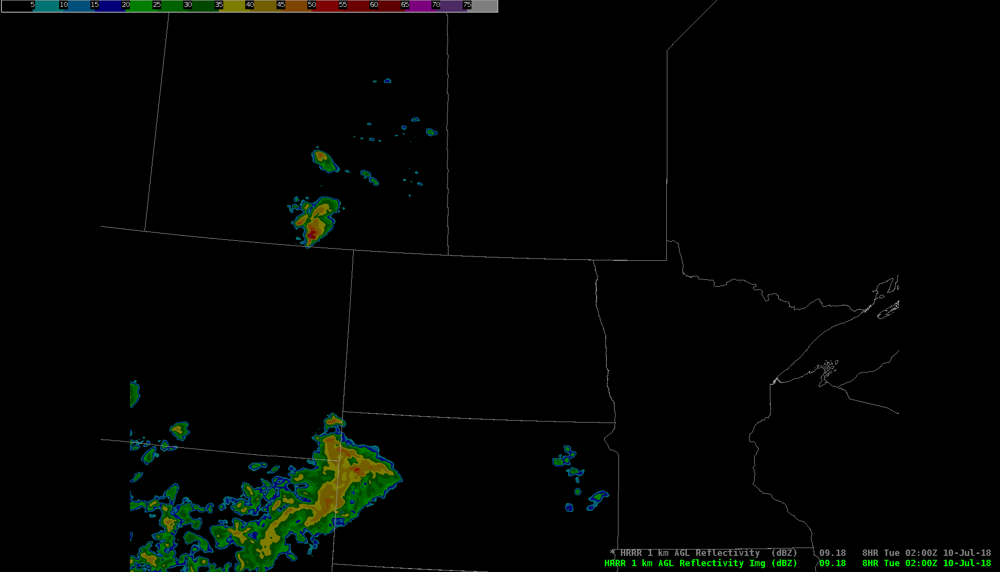 5 10 15 20 25 30 35 40 45 50 55 60 65 70 75
* HRRR 1 km AGL Reflectivity (dBZ) 09.18 8HR Tue 02:00Z 10-Jul-18
HRRR 1 km AGL Reflectivity Img (dBZ) 09.18 8HR Tue 02:00Z 10-Jul-18